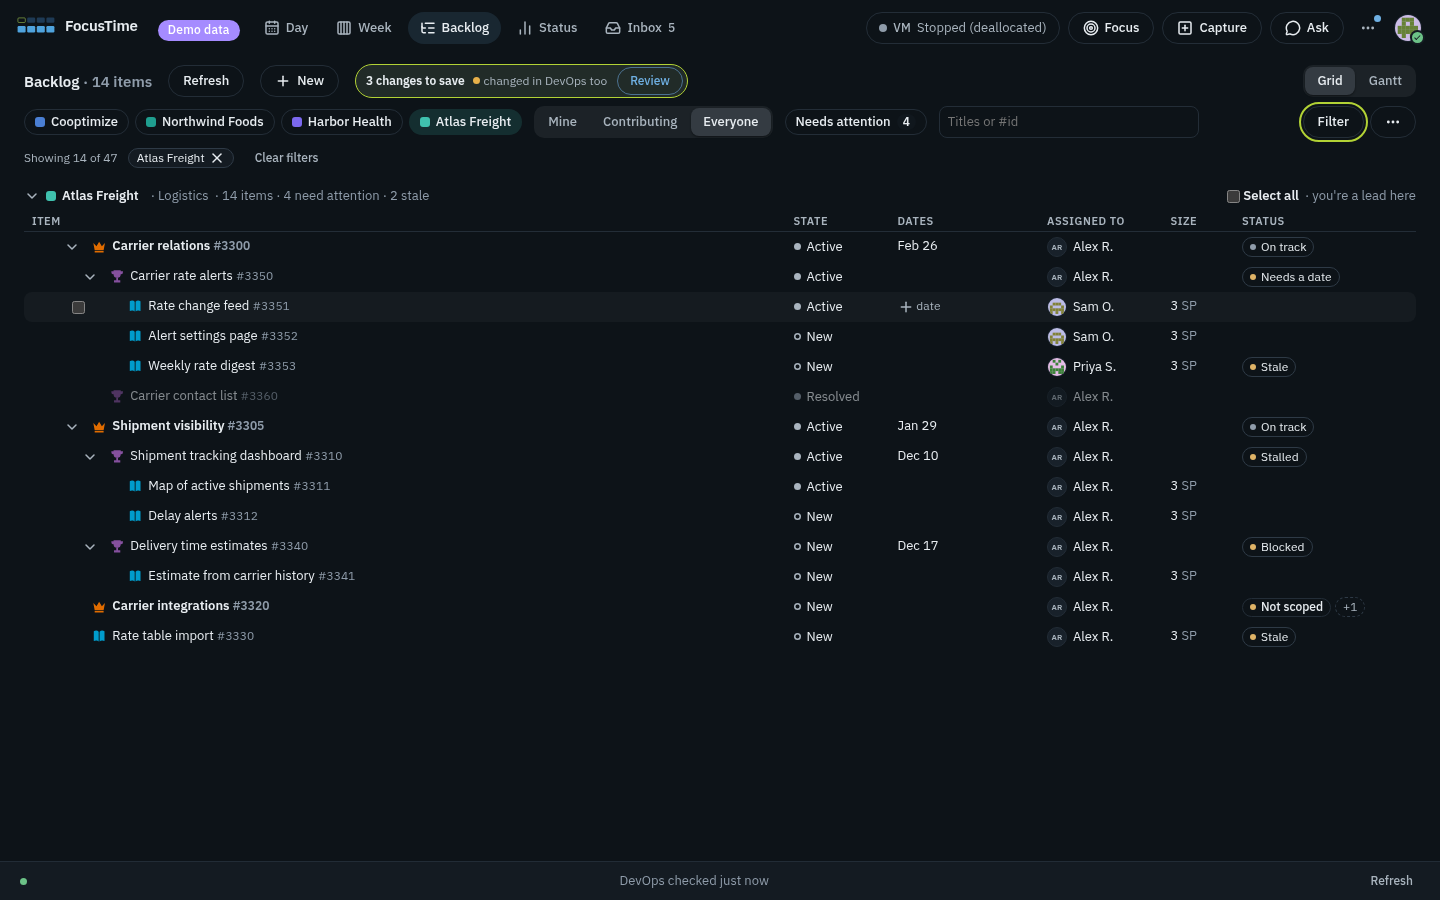 FocusTime Demo data Day Week Backlog Status Inbox 5 VM Stopped (deallocated) Focus Capture Ask ···
Backlog · 14 items Refresh + New 3 changes to save changed in DevOps too Review Grid Gantt
Cooptimize Northwind Foods Harbor Health Atlas Freight Mine Contributing Everyone Needs attention 4 Titles or #id Filter ···
Showing 14 of 47 Atlas Freight Clear filters
Atlas Freight · Logistics · 14 items · 4 need attention · 2 stale Select all · you're a lead here
ITEM STATE DATES ASSIGNED TO SIZE STATUS
Carrier relations #3300 Active Feb 26 AR Alex R. On track
Carrier rate alerts #3350 Active AR Alex R. Needs a date
Rate change feed #3351 Active + date Sam O. 3 SP
Alert settings page #3352 New Sam O. 3 SP
Weekly rate digest #3353 New Priya S. 3 SP Stale
Carrier contact list #3360 Resolved AR Alex R.
Shipment visibility #3305 Active Jan 29 AR Alex R. On track
Shipment tracking dashboard #3310 Active Dec 10 AR Alex R. Stalled
Map of active shipments #3311 Active AR Alex R. 3 SP
Delay alerts #3312 New AR Alex R. 3 SP
Delivery time estimates #3340 New Dec 17 AR Alex R. Blocked
Estimate from carrier history #3341 New AR Alex R. 3 SP
Carrier integrations #3320 New AR Alex R. Not scoped +1
Rate table import #3330 New AR Alex R. 3 SP Stale
DevOps checked just now Refresh